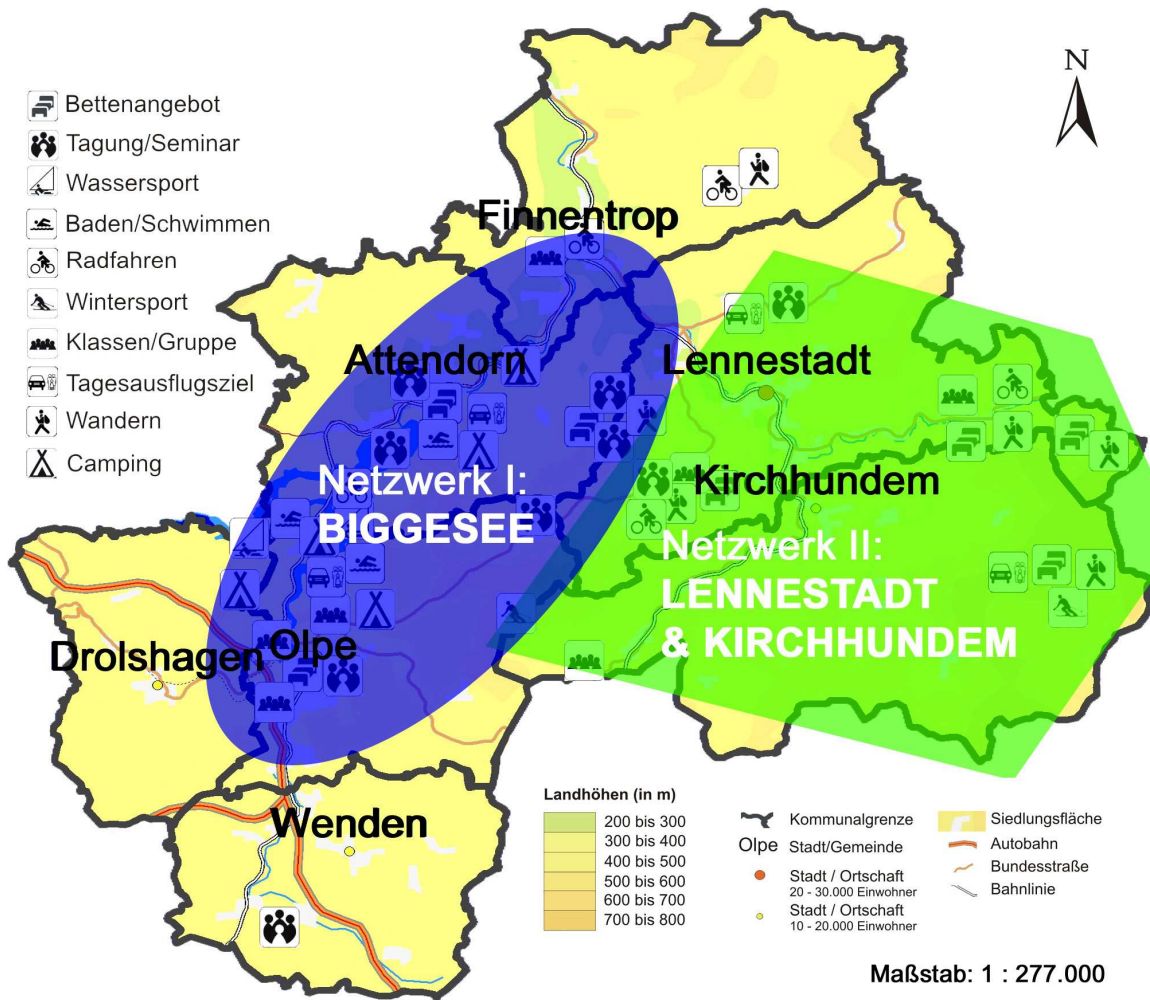 N
Bettenangebot
Tagung/Seminar
Wassersport
Baden/Schwimmen
Radfahren
Wintersport
Klassen/Gruppe
Tagesausflugsziel
Wandern
Camping
Finnentrop
Attendorn
Lennestadt
Netzwerk I:
BIGGESEE
Kirchhundem
Netzwerk II:
LENNESTADT
& KIRCHHUNDEM
Drolshagen
Olpe
Wenden
Landhöhen (in m)
200 bis 300
300 bis 400
400 bis 500
500 bis 600
600 bis 700
700 bis 800
Kommunalgrenze
Olpe Stadt/Gemeinde
Stadt / Ortschaft
20 - 30.000 Einwohner
Stadt / Ortschaft
10 - 20.000 Einwohner
Siedlungsfläche
Autobahn
Bundesstraße
Bahnlinie
Maßstab: 1 : 277.000